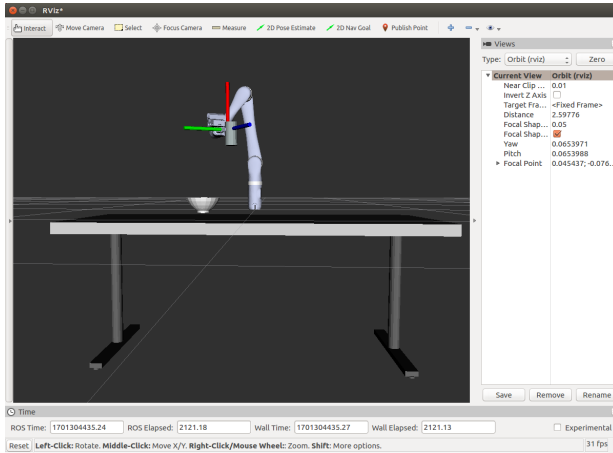 RViz*
Interact Move Camera Select Focus Camera Measure 2D Pose Estimate 2D Nav Goal Publish Point
Views
Type: Orbit (rviz) Zero
Current View Orbit (rviz)
Near Clip ... 0.01
Invert Z Axis
Target Fra... <Fixed Frame>
Distance 2.59776
Focal Shap... 0.05
Focal Shap...
Yaw 0.0653971
Pitch 0.0653988
Focal Point 0.045437; -0.076...
Save Remove Rename
Time
ROS Time: 1701304435.24 ROS Elapsed: 2121.18 Wall Time: 1701304435.27 Wall Elapsed: 2121.13 Experimental
Reset Left-Click: Rotate. Middle-Click: Move X/Y. Right-Click/Mouse Wheel:: Zoom. Shift: More options. 31 fps